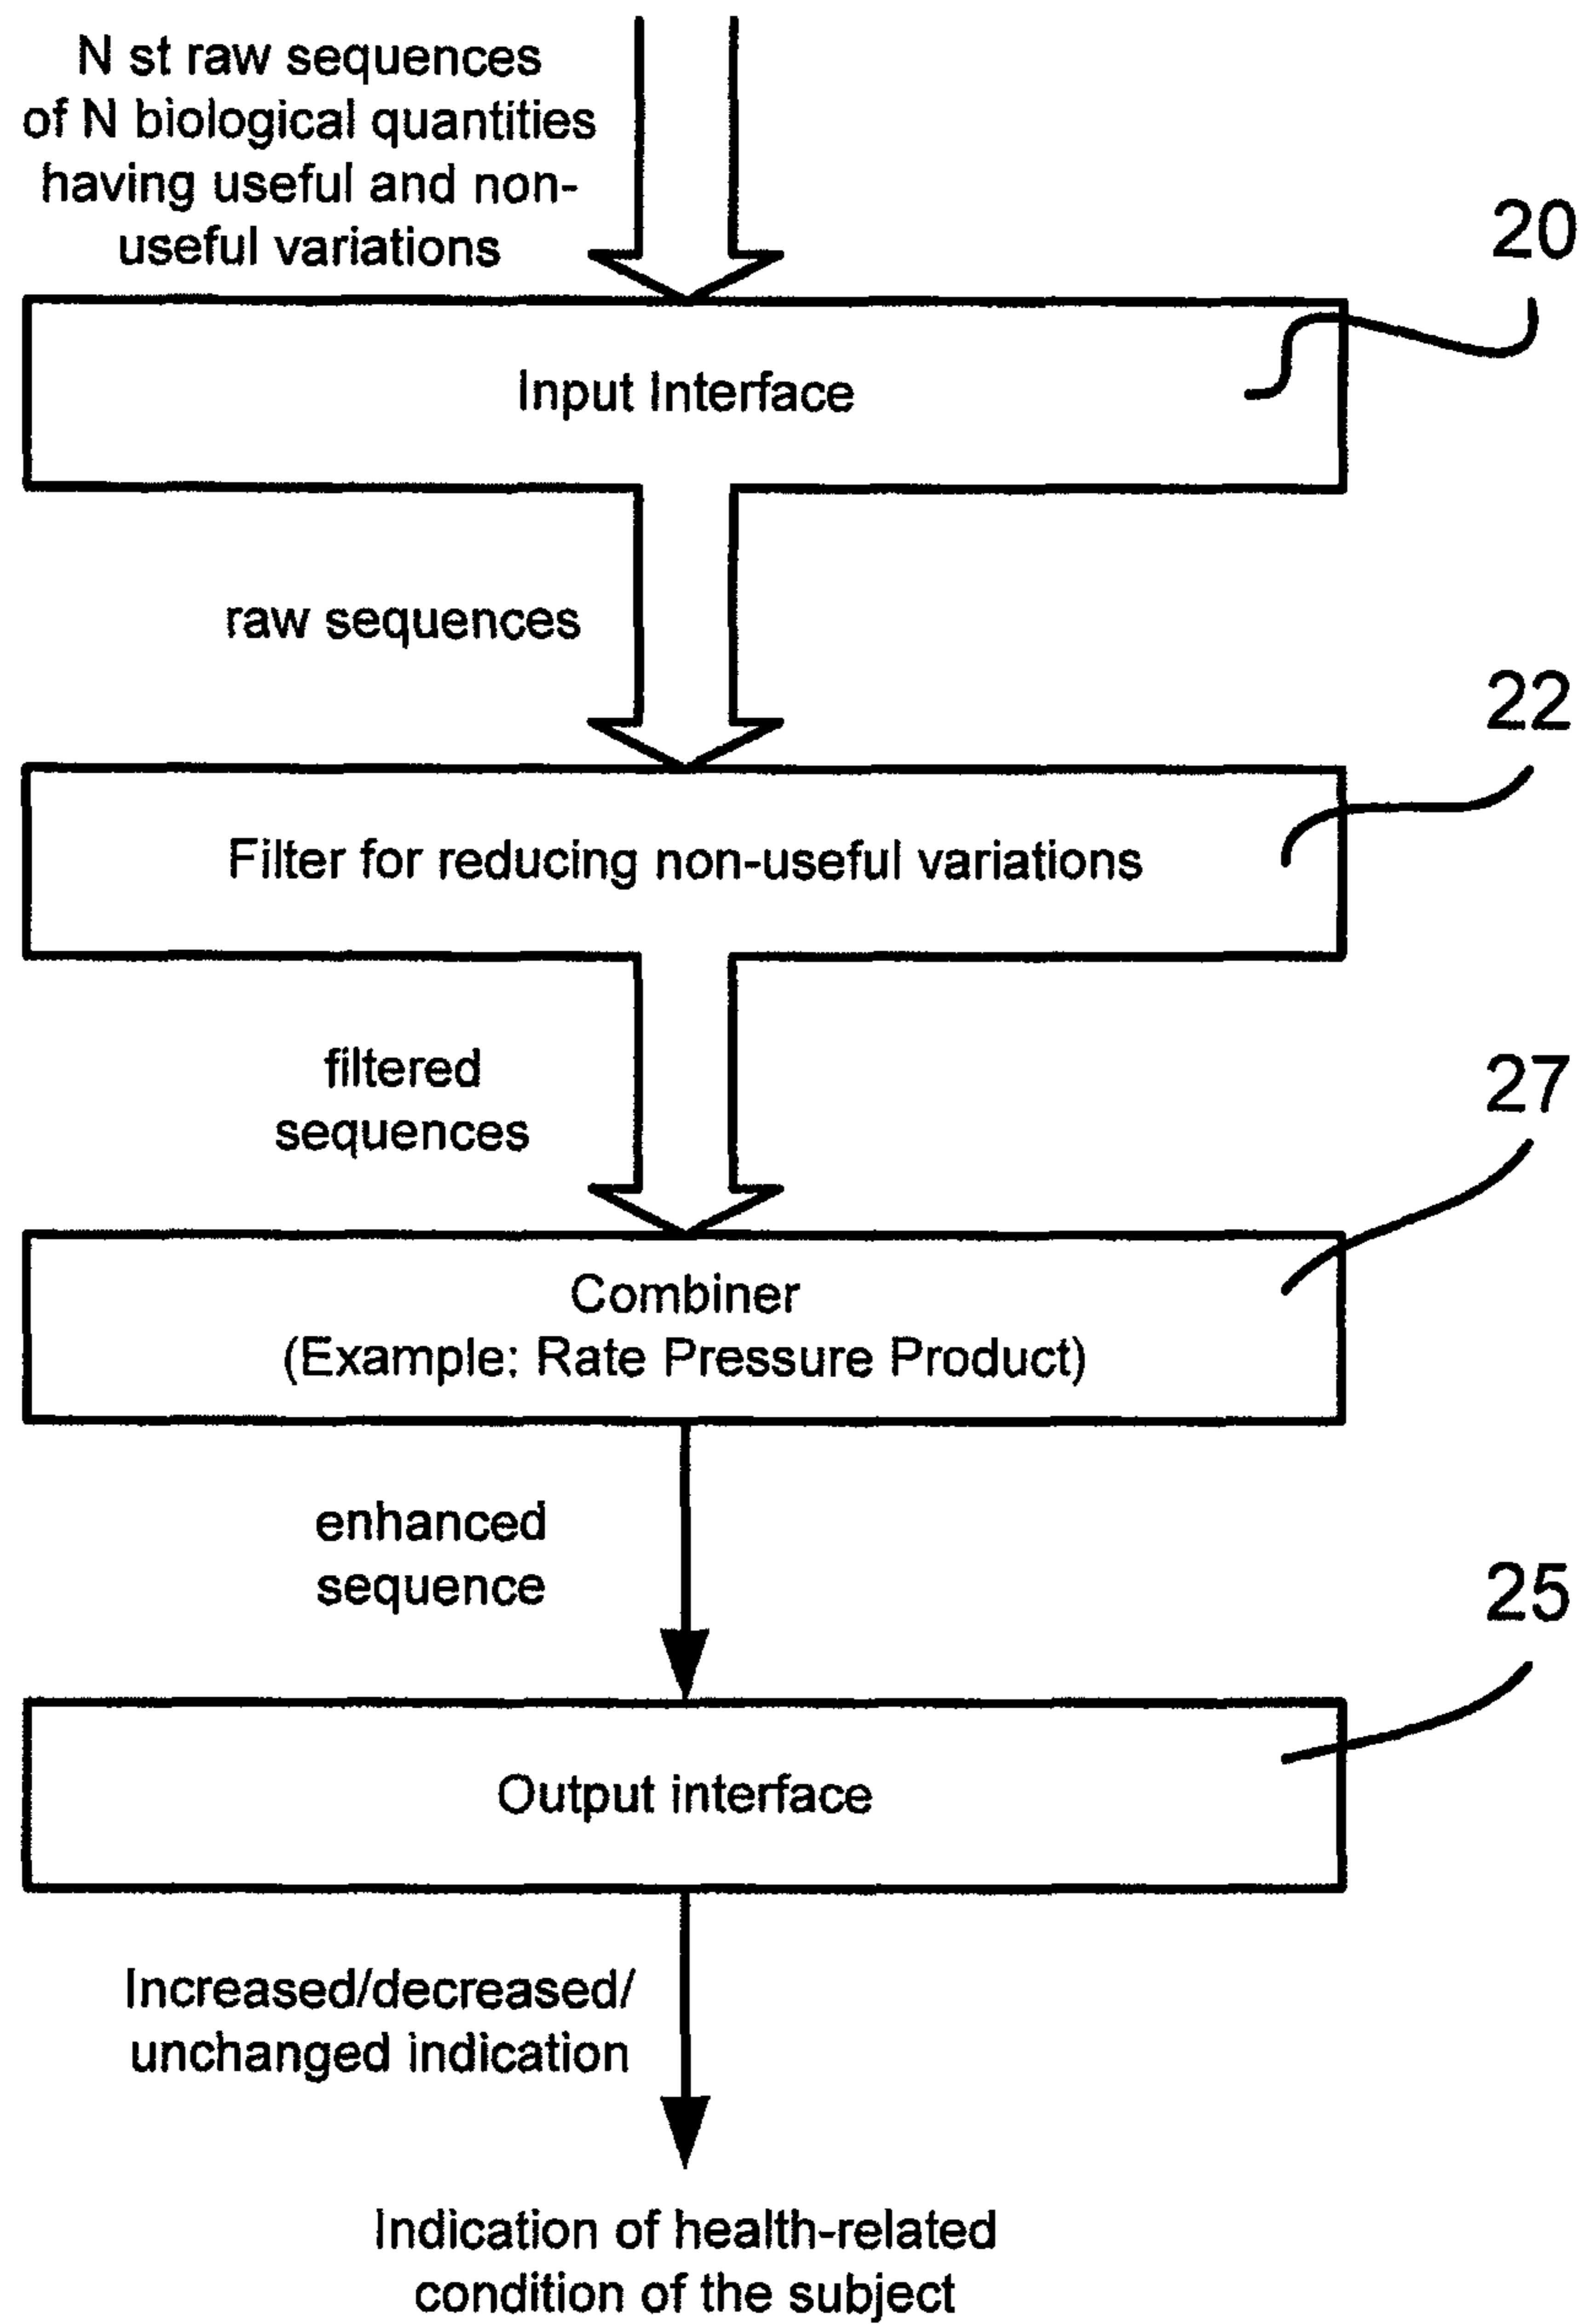 N st raw sequences
of N biological quantities
having useful and non-
useful variations
20
Input Interface
raw sequences
22
Filter for reducing non-useful variations
filtered
sequences
27
Combiner
(Example: Rate Pressure Product)
enhanced
sequence
25
Output interface
Increased/decreased/
unchanged indication
Indication of health-related
condition of the subject